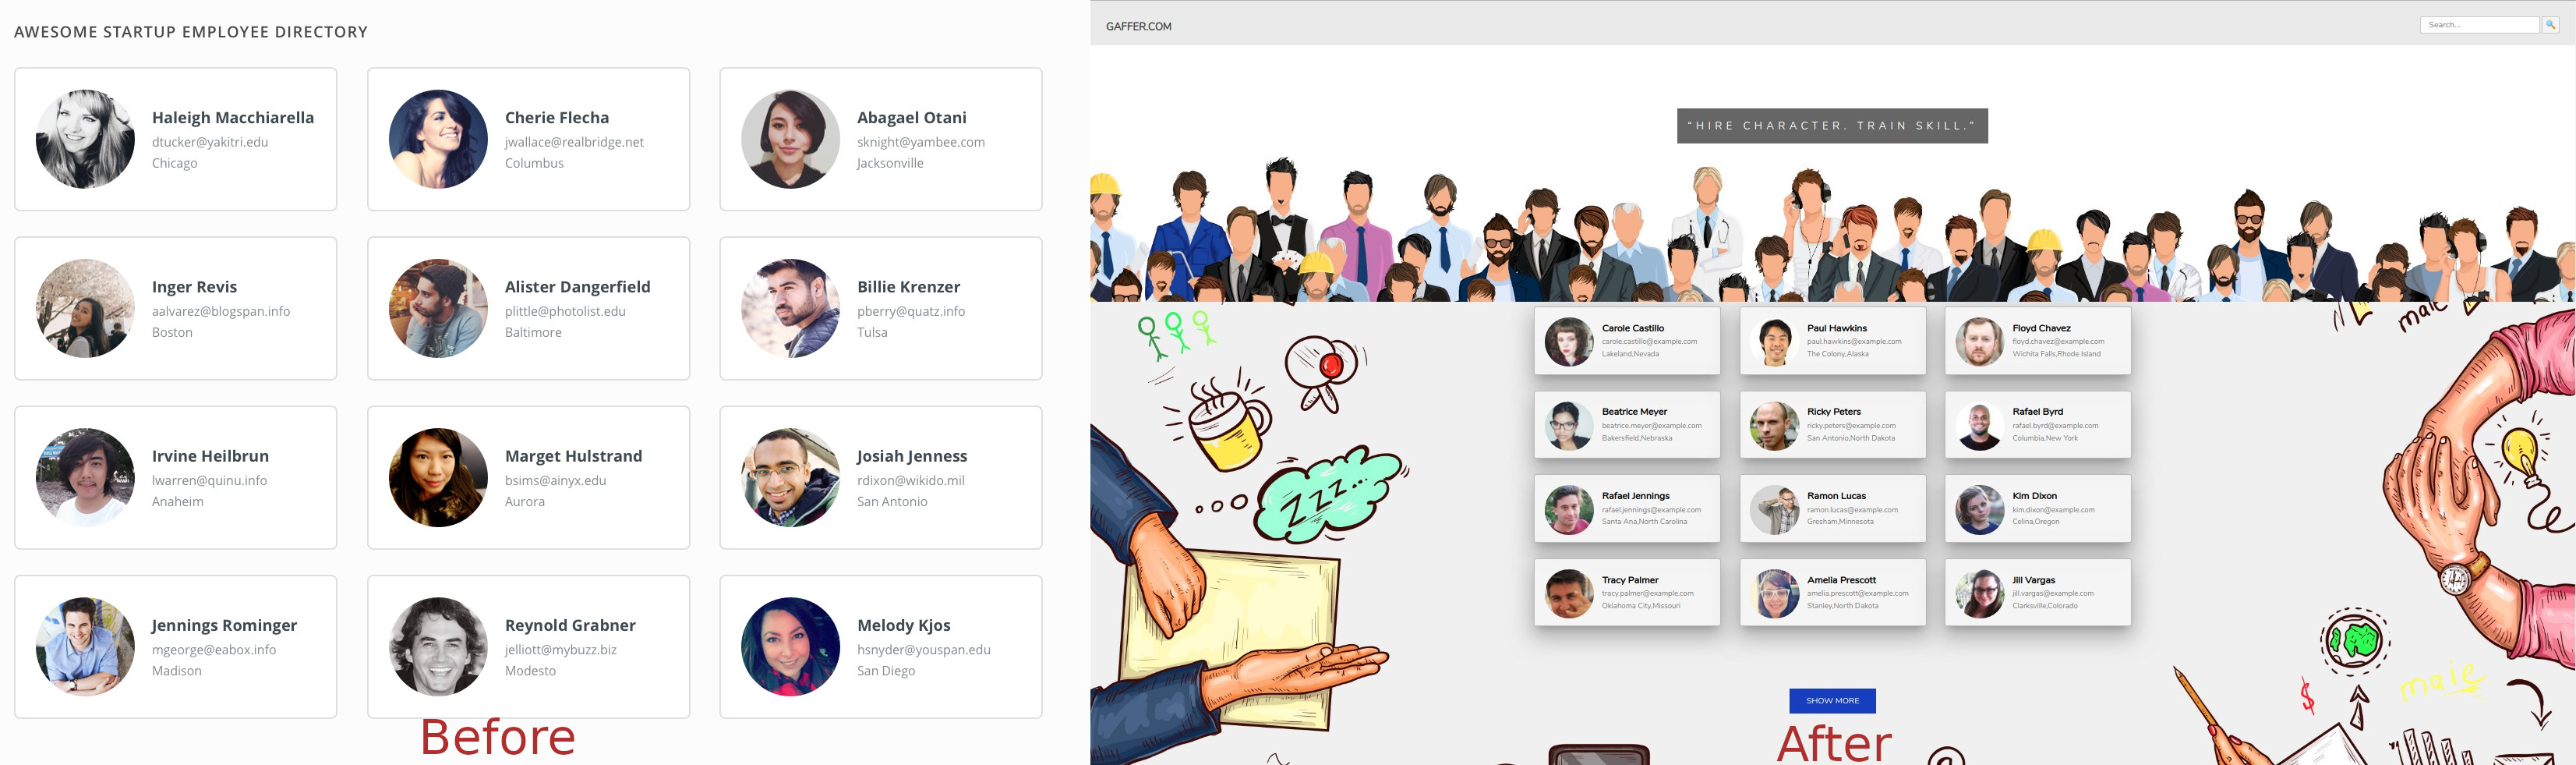 AWESOME STARTUP EMPLOYEE DIRECTORY
Haleigh Macchiarella
dtucker@yakitri.edu
Chicago
Cherie Flecha
jwallace@realbridge.net
Columbus
Abagael Otani
sknight@yambee.com
Jacksonville
Inger Revis
aalvarez@blogspan.info
Boston
Alister Dangerfield
plittle@photolist.edu
Baltimore
Billie Krenzer
pberry@quatz.info
Tulsa
Irvine Heilbrun
lwarren@quinu.info
Anaheim
Marget Hulstrand
bsims@ainyx.edu
Aurora
Josiah Jenness
rdixon@wikido.mil
San Antonio
Jennings Rominger
mgeorge@eabox.info
Madison
Reynold Grabner
jelliott@mybuzz.biz
Modesto
Melody Kjos
hsnyder@youspan.edu
San Diego
Before
GAFFER.COM
Search...
"HIRE CHARACTER. TRAIN SKILL."
Carole Castillo
carole.castillo@example.com
Lakeland,Nevada
Paul Hawkins
paul.hawkins@example.com
The Colony,Alaska
Floyd Chavez
floyd.chavez@example.com
Wichita Falls,Rhode Island
Beatrice Meyer
beatrice.meyer@example.com
Bakersfield,Nebraska
Ricky Peters
ricky.peters@example.com
San Antonio,North Dakota
Rafael Byrd
rafael.byrd@example.com
Columbia,New York
Rafael Jennings
rafael.jennings@example.com
Santa Ana,North Carolina
Ramon Lucas
ramon.lucas@example.com
Gresham,Minnesota
Kim Dixon
kim.dixon@example.com
Celina,Oregon
Tracy Palmer
tracy.palmer@example.com
Oklahoma City,Missouri
Amelia Prescott
amelia.prescott@example.com
Stanley,North Dakota
Jill Vargas
jill.vargas@example.com
Clarksville,Colorado
Zzz...
$
SHOW MORE
After
@